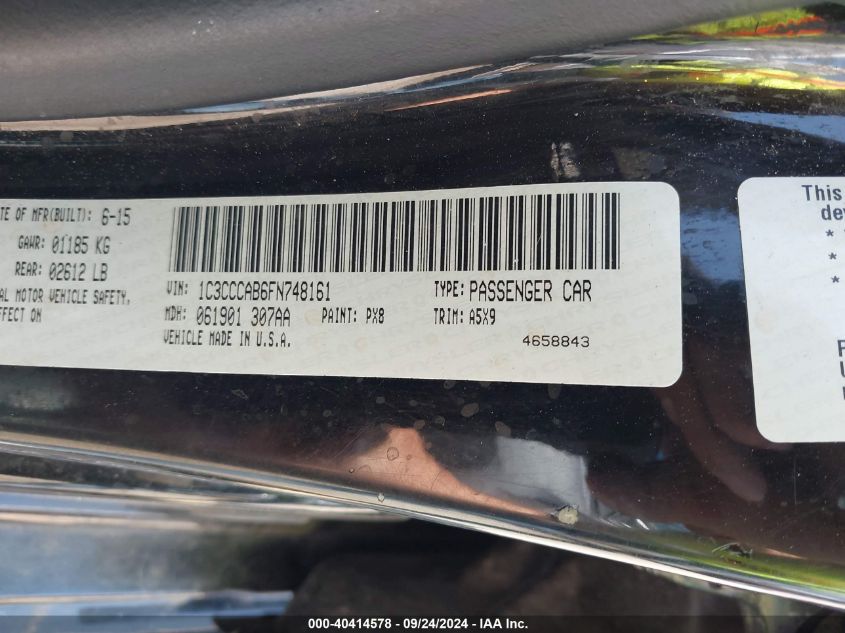 TE OF MFR(BUILT): 6-15
GAWR: 01185 KG
REAR: 02612 LB
AL MOTOR VEHICLE SAFETY,
FFECT ON
VIN: 1C3CCCAB6FN748161 TYPE: PASSENGER CAR
MDH: 061901 307AA PAINT: PX8 TRIM: A5X9
VEHICLE MADE IN U.S.A. 4658843
This
dev
*
*
*
F
U
000-40414578 - 09/24/2024 - IAA Inc.